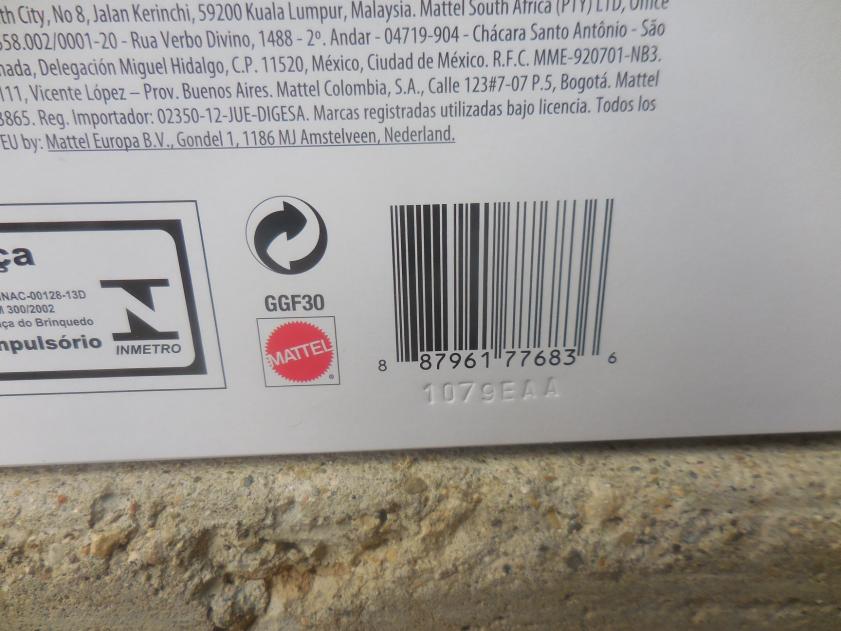 th City, No 8, Jalan Kerinchi, 59200 Kuala Lumpur, Malaysia. Mattel South Africa (PTY) LTD, Office
58.002/0001-20 - Rua Verbo Divino, 1488 - 2º. Andar - 04719-904 - Chácara Santo Antônio - São
nada, Delegación Miguel Hidalgo, C.P. 11520, México, Ciudad de México. R.F.C. MME-920701-NB3.
111, Vicente López – Prov. Buenos Aires. Mattel Colombia, S.A., Calle 123#7-07 P.5, Bogotá. Mattel
3865. Reg. Importador: 02350-12-JUE-DIGESA. Marcas registradas utilizadas bajo licencia. Todos los
EU by: Mattel Europa B.V., Gondel 1, 1186 MJ Amstelveen, Nederland.
ça
NAC-00128-13D
300/2002
ça do Brinquedo
mpulsório
INMETRO
GGF30
MATTEL
®
8 87961 77683 6
1079EAA